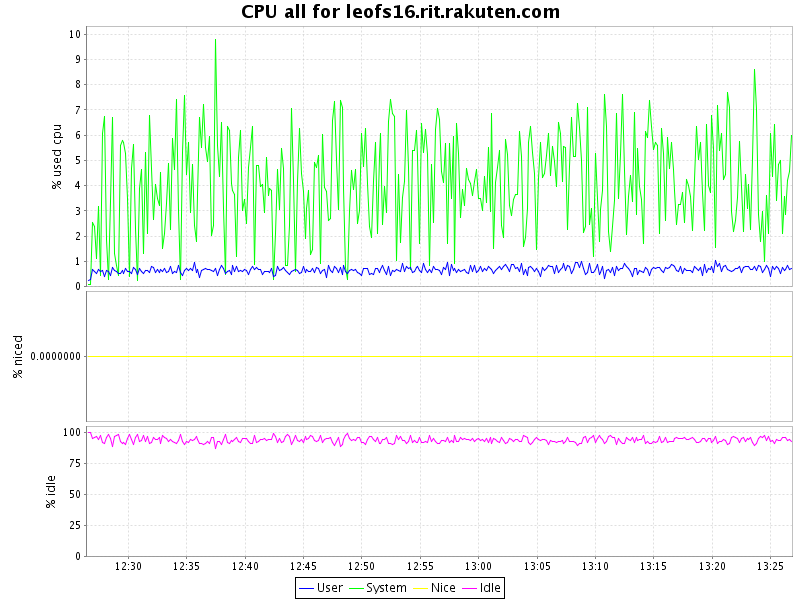 CPU all for leofs16.rit.rakuten.com
% used cpu
10
9
8
7
6
5
4
3
2
1
0
% niced
0.0000000
% idle
100
75
50
25
0
12:30 12:35 12:40 12:45 12:50 12:55 13:00 13:05 13:10 13:15 13:20 13:25
User System Nice Idle